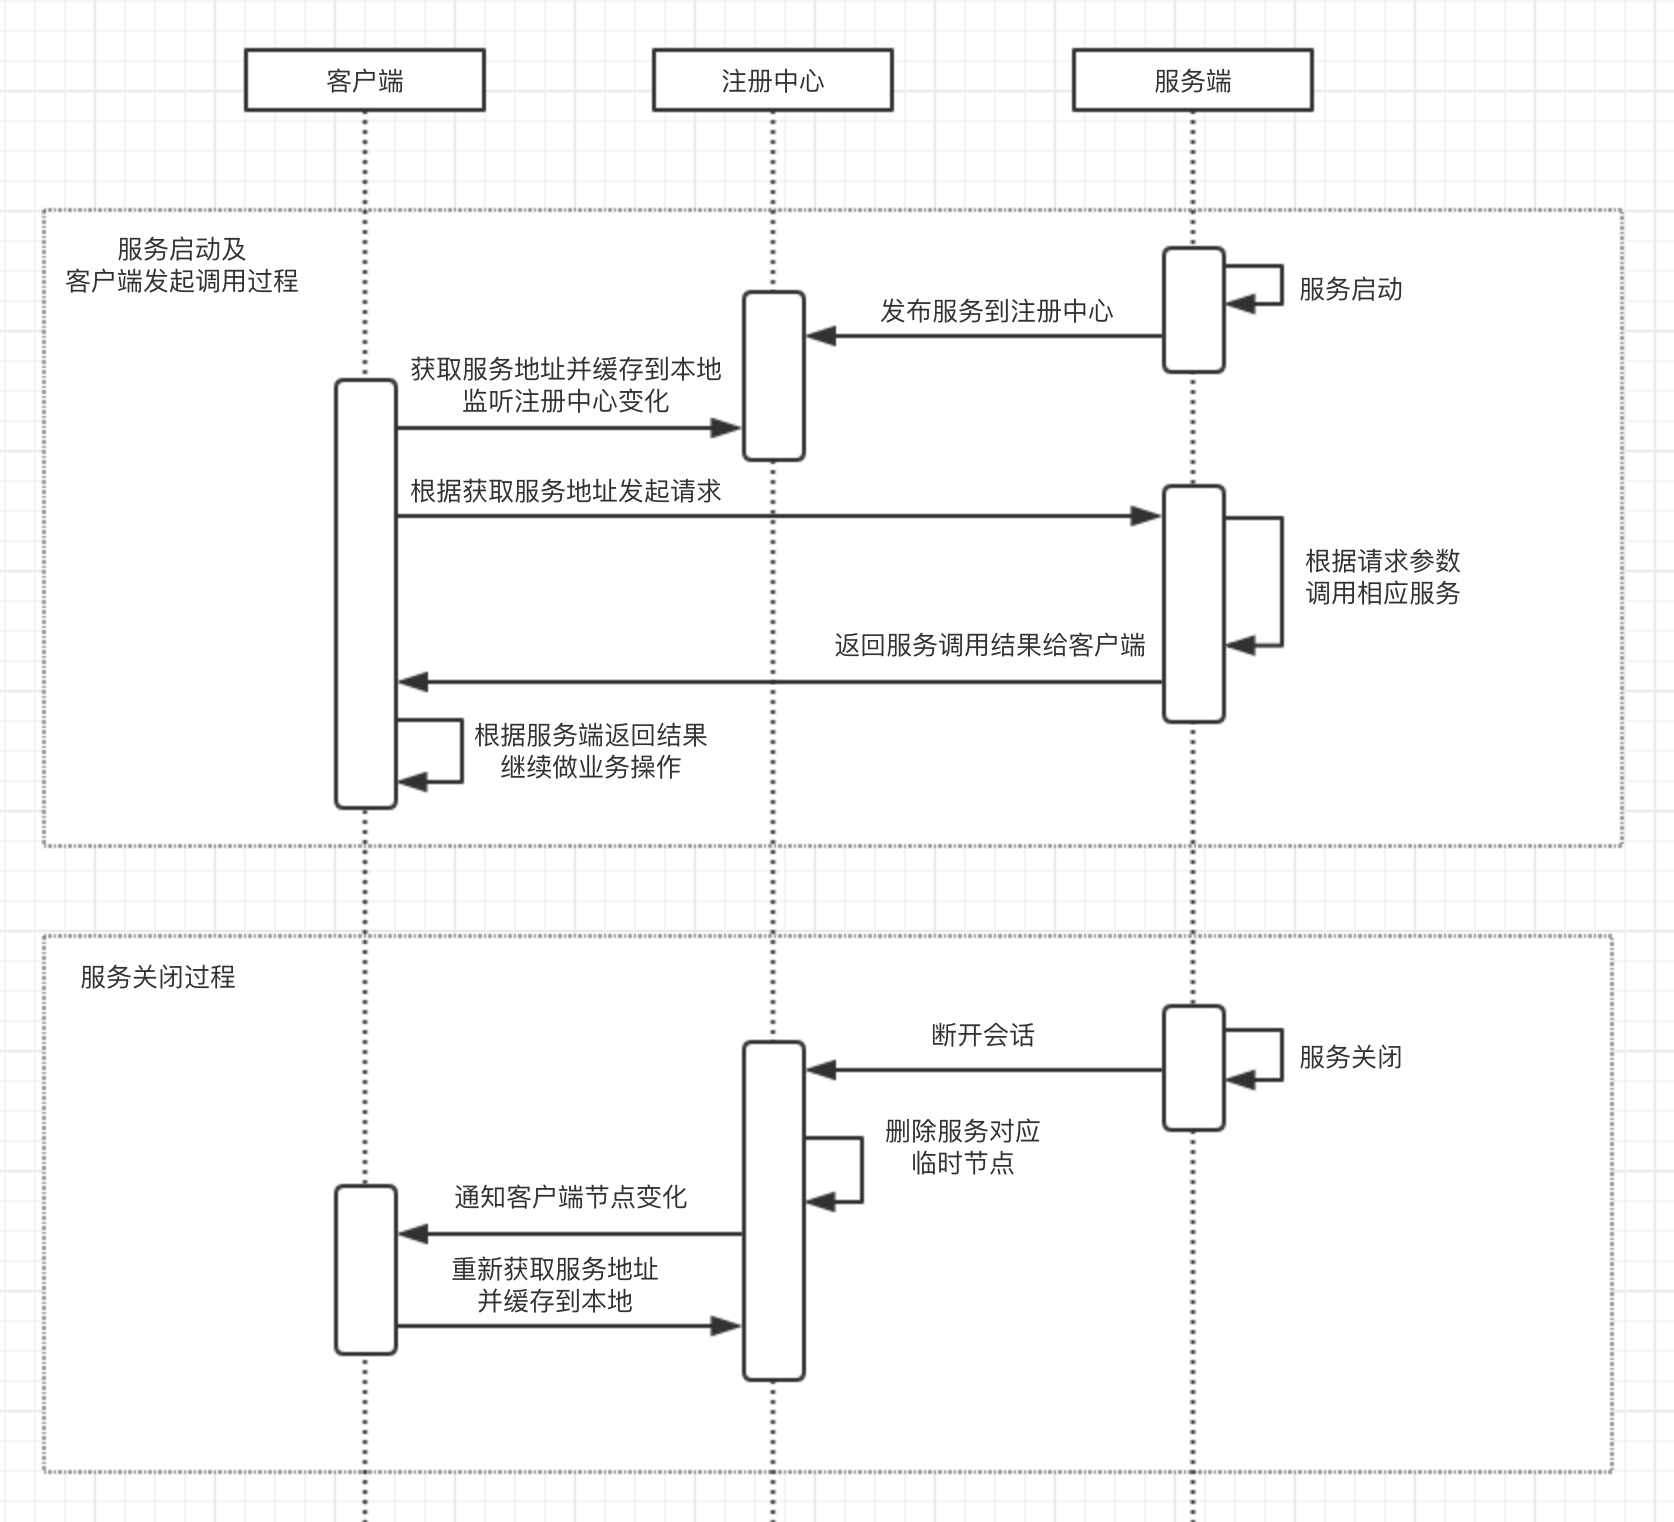 客户端
注册中心
服务端
服务启动及
客户端发起调用过程
服务启动
发布服务到注册中心
获取服务地址并缓存到本地
监听注册中心变化
根据获取服务地址发起请求
根据请求参数
调用相应服务
返回服务调用结果给客户端
根据服务端返回结果
继续做业务操作
服务关闭过程
断开会话
服务关闭
删除服务对应
临时节点
通知客户端节点变化
重新获取服务地址
并缓存到本地